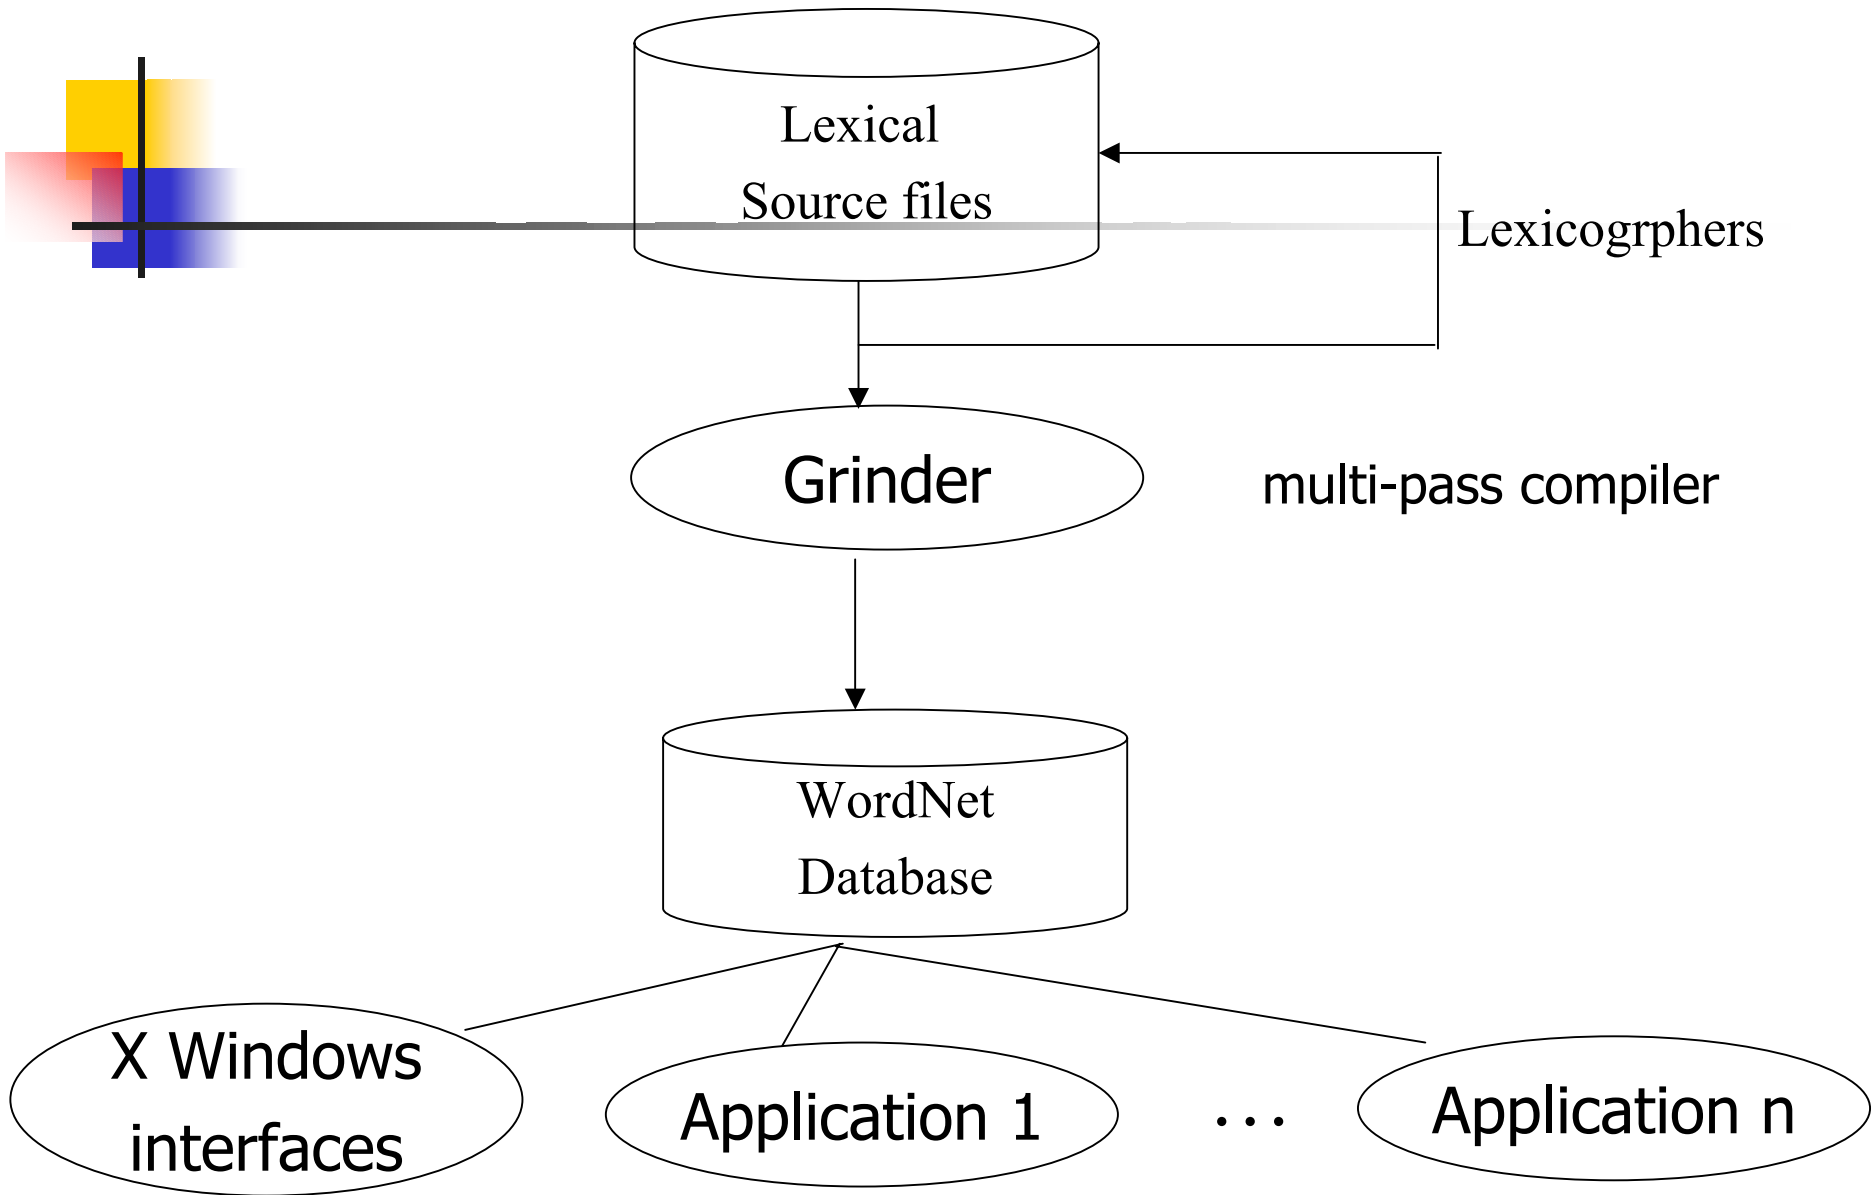 Lexical
Source files
Lexicogrphers
Grinder
multi-pass compiler
WordNet
Database
X Windows
interfaces
Application 1
...
Application n